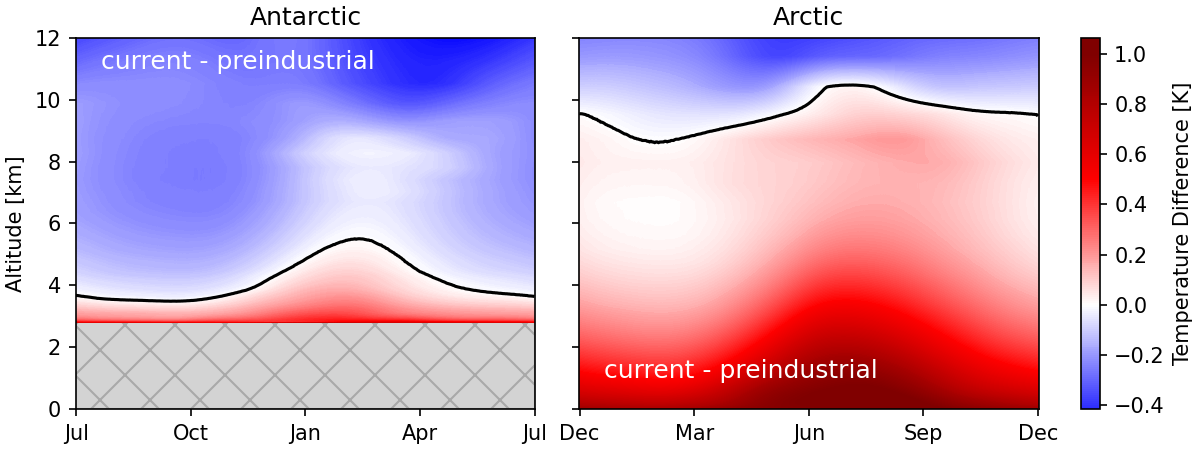 Antarctic
Arctic
current - preindustrial
current - preindustrial
Altitude [km]
12
10
8
6
4
2
0
Jul
Oct
Jan
Apr
Jul
Dec
Mar
Jun
Sep
Dec
1.0
0.8
0.6
0.4
0.2
0.0
−0.2
−0.4
Temperature Difference [K]